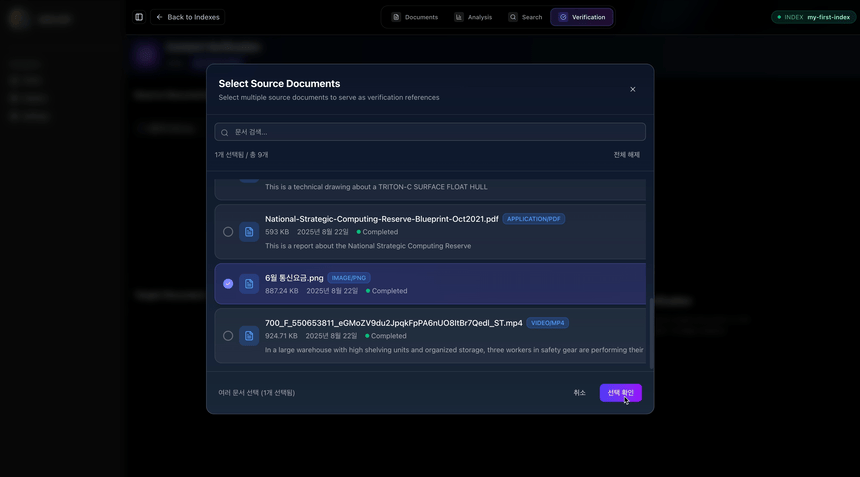 Back to Indexes
Documents
Analysis
Search
Verification
INDEX my-first-index
Select Source Documents
Select multiple source documents to serve as verification references
문서 검색...
1개 선택됨 / 총 9개
전체 해제
This is a technical drawing about a TRITON-C SURFACE FLOAT HULL
National-Strategic-Computing-Reserve-Blueprint-Oct2021.pdf APPLICATION/PDF
593 KB 2025년 8월 22일 Completed
This is a report about the National Strategic Computing Reserve
6월 통신요금.png IMAGE/PNG
887.24 KB 2025년 8월 22일 Completed
700_F_550653811_eGMoZV9du2JpqkFpPA6nUO8ItBr7Qedl_ST.mp4 VIDEO/MP4
924.71 KB 2025년 8월 22일 Completed
In a large warehouse with high shelving units and organized storage, three workers in safety gear are performing their
여러 문서 선택 (1개 선택됨)
취소
선택 확인